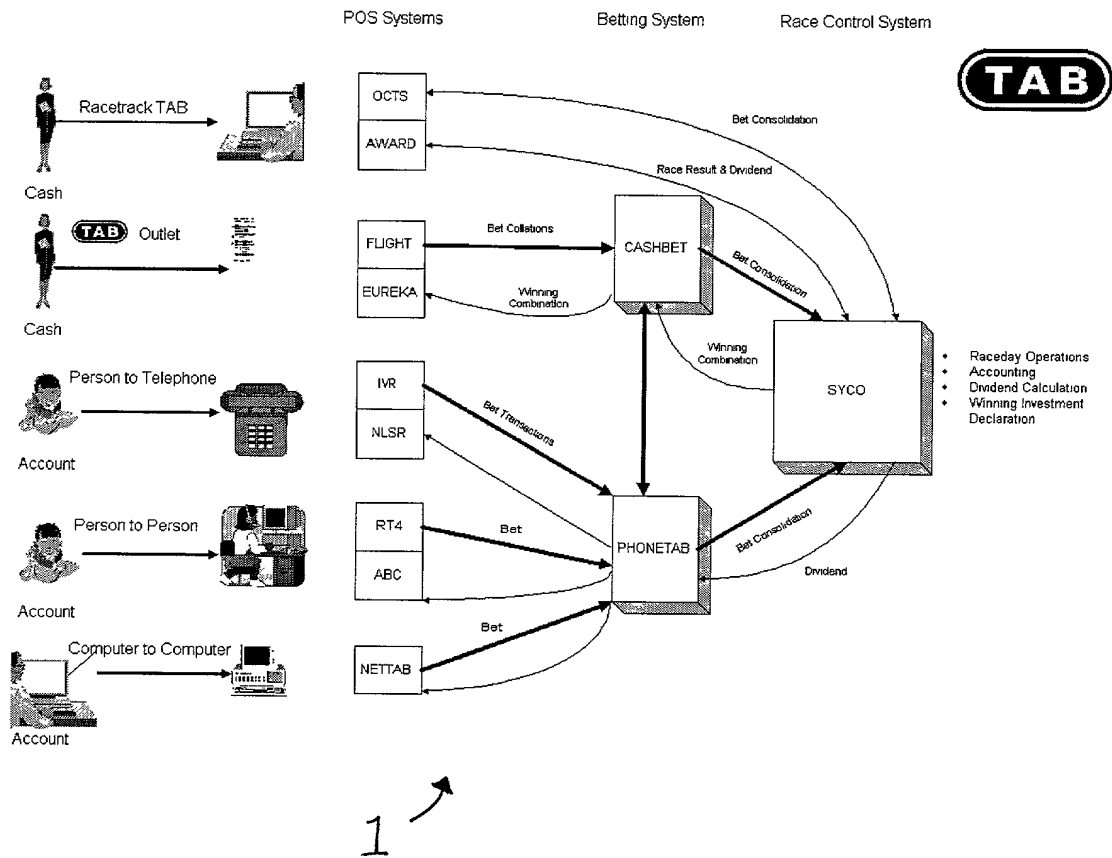 POS Systems
Betting System
Race Control System
TAB
Racetrack TAB
OCTS
AWARD
Bet Consolidation
Race Result & Dividend
Cash
TAB Outlet
FLIGHT
EUREKA
Bet Collations
Winning
Combination
CASHBET
Bet Consolidation
Cash
Winning
Combination
SYCO
Raceday Operations
Accounting
Dividend Calculation
Winning Investment
Declaration
Person to Telephone
IVR
NLSR
Bet Transactions
Account
Person to Person
RT4
ABC
Bet
PHONETAB
Bet Consolidation
Dividend
Account
Computer to Computer
NETTAB
Bet
Account
1